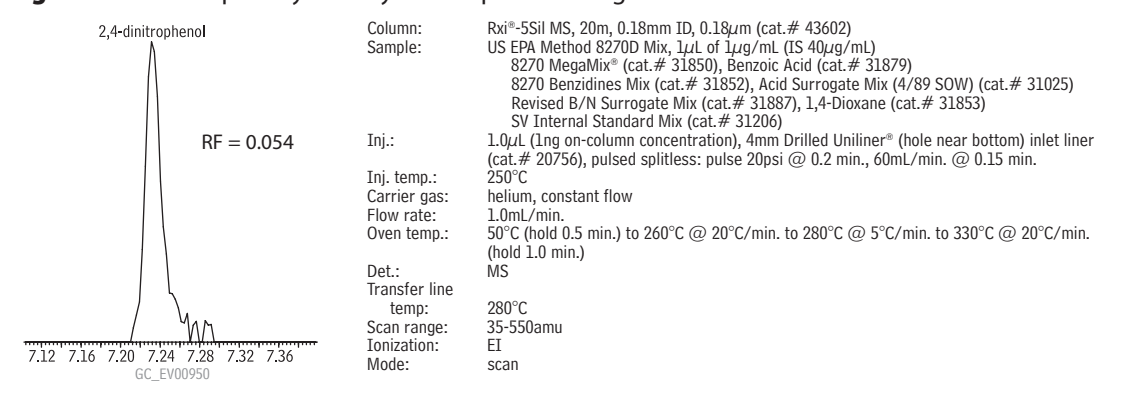 2,4-dinitrophenol
RF = 0.054
7.12 7.16 7.20 7.24 7.28 7.32 7.36
GC_EV00950
Column: Rxi®-5Sil MS, 20m, 0.18mm ID, 0.18µm (cat.# 43602)
Sample: US EPA Method 8270D Mix, 1µL of 1µg/mL (IS 40µg/mL)
8270 MegaMix® (cat.# 31850), Benzoic Acid (cat.# 31879)
8270 Benzidines Mix (cat.# 31852), Acid Surrogate Mix (4/89 SOW) (cat.# 31025)
Revised B/N Surrogate Mix (cat.# 31887), 1,4-Dioxane (cat.# 31853)
SV Internal Standard Mix (cat.# 31206)
Inj.: 1.0µL (1ng on-column concentration), 4mm Drilled Uniliner® (hole near bottom) inlet liner
(cat.# 20756), pulsed splitless: pulse 20psi @ 0.2 min., 60mL/min. @ 0.15 min.
Inj. temp.: 250°C
Carrier gas: helium, constant flow
Flow rate: 1.0mL/min.
Oven temp.: 50°C (hold 0.5 min.) to 260°C @ 20°C/min. to 280°C @ 5°C/min. to 330°C @ 20°C/min.
(hold 1.0 min.)
Det.: MS
Transfer line
temp: 280°C
Scan range: 35-550amu
Ionization: EI
Mode: scan